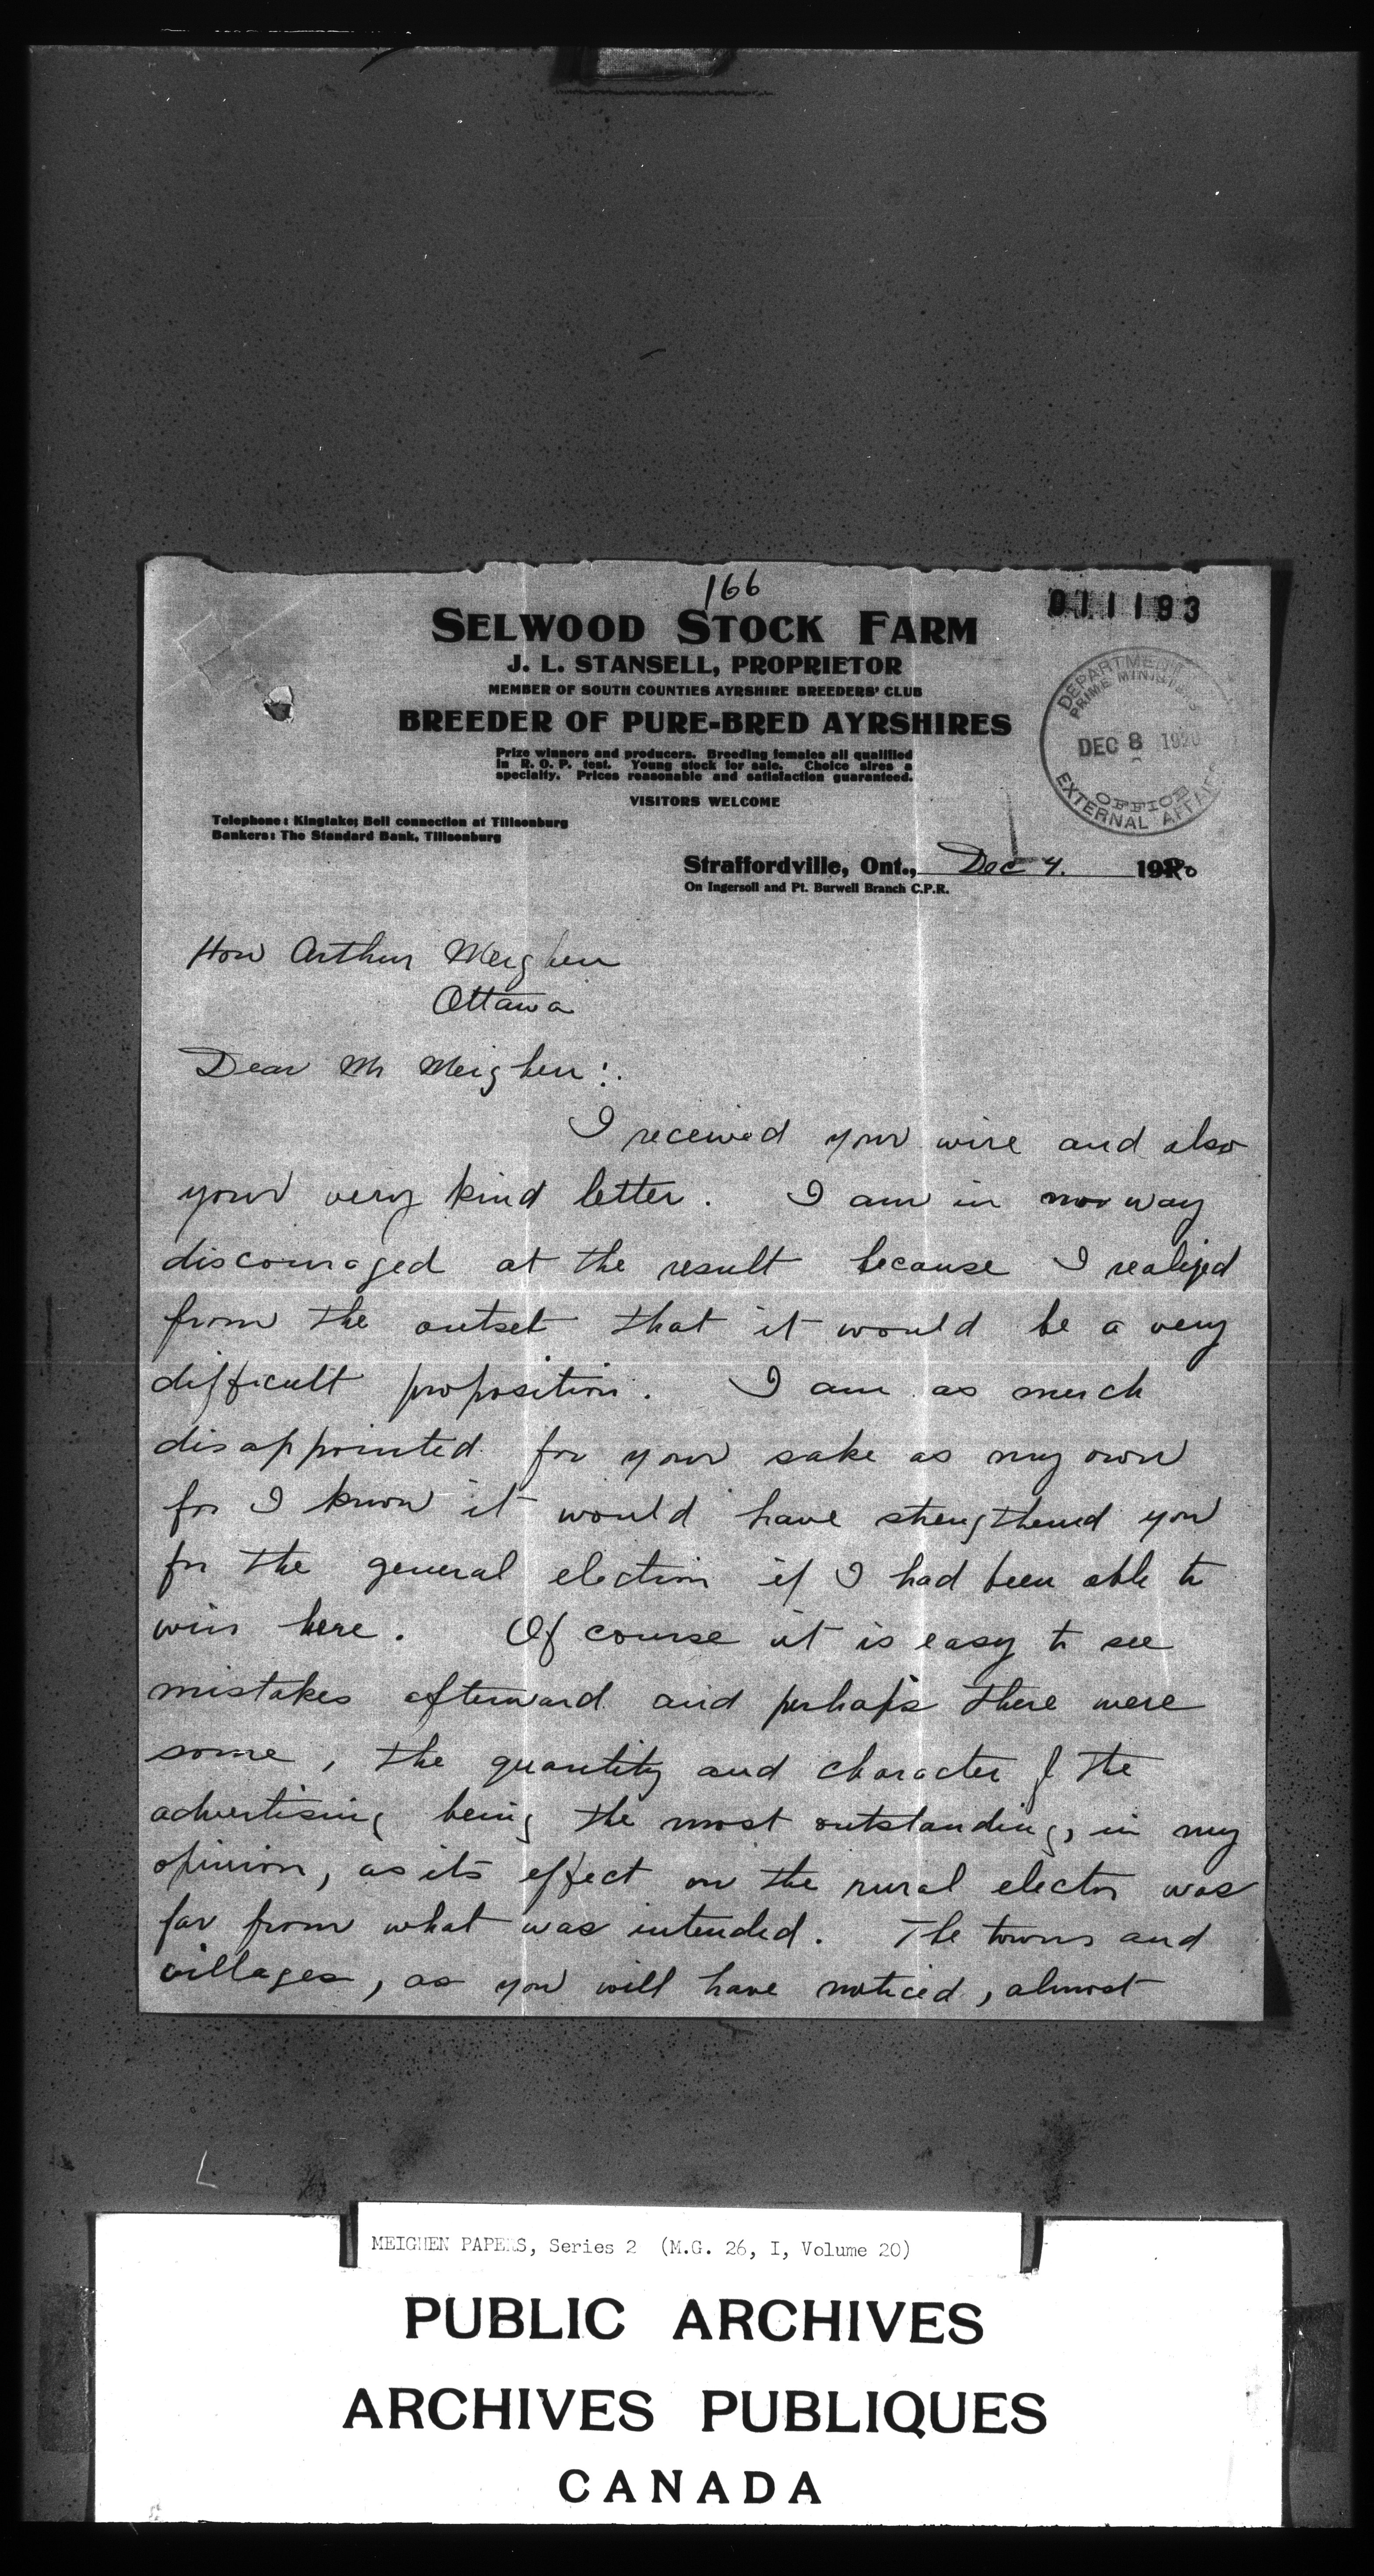 166
011193
SELWOOD STOCK FARM
J. L. STANSELL, PROPRIETOR
MEMBER OF SOUTH COUNTIES AYRSHIRE BREEDERS' CLUB
BREEDER OF PURE-BRED AYRSHIRES
Prize winners and producers. Breeding females all qualified
in R. O. P. test. Young stock for sale. Choice sires a
specialty. Prices reasonable and satisfaction guaranteed.
VISITORS WELCOME
Telephone: Kinglake; Bell connection at Tillsonburg
Bankers: The Standard Bank, Tillsonburg
DEPARTMENT
PRIME MINISTER'S
DEC 8 1920
OFFICE
EXTERNAL AFFAIRS
Straffordville, Ont., Dec 4. 1920
On Ingersoll and Pt. Burwell Branch C.P.R.
Hon Arthur Meighen
Ottawa
Dear Mr Meighen:
I received your wire and also
your very kind letter. I am in no way
discouraged at the result because I realized
from the outset that it would be a very
difficult proposition. I am as much
disappointed for your sake as my own
for I know it would have strengthened you
for the general election if I had been able to
win here. Of course it is easy to see
mistakes afterward and perhaps there were
some, the quantity and character of the
advertising being the most outstanding, in my
opinion, as its effect on the rural elector was
far from what was intended. The towns and
villages, as you will have noticed, almost
MEIGHEN PAPERS, Series 2 (M.G. 26, I, Volume 20)
PUBLIC ARCHIVES
ARCHIVES PUBLIQUES
CANADA